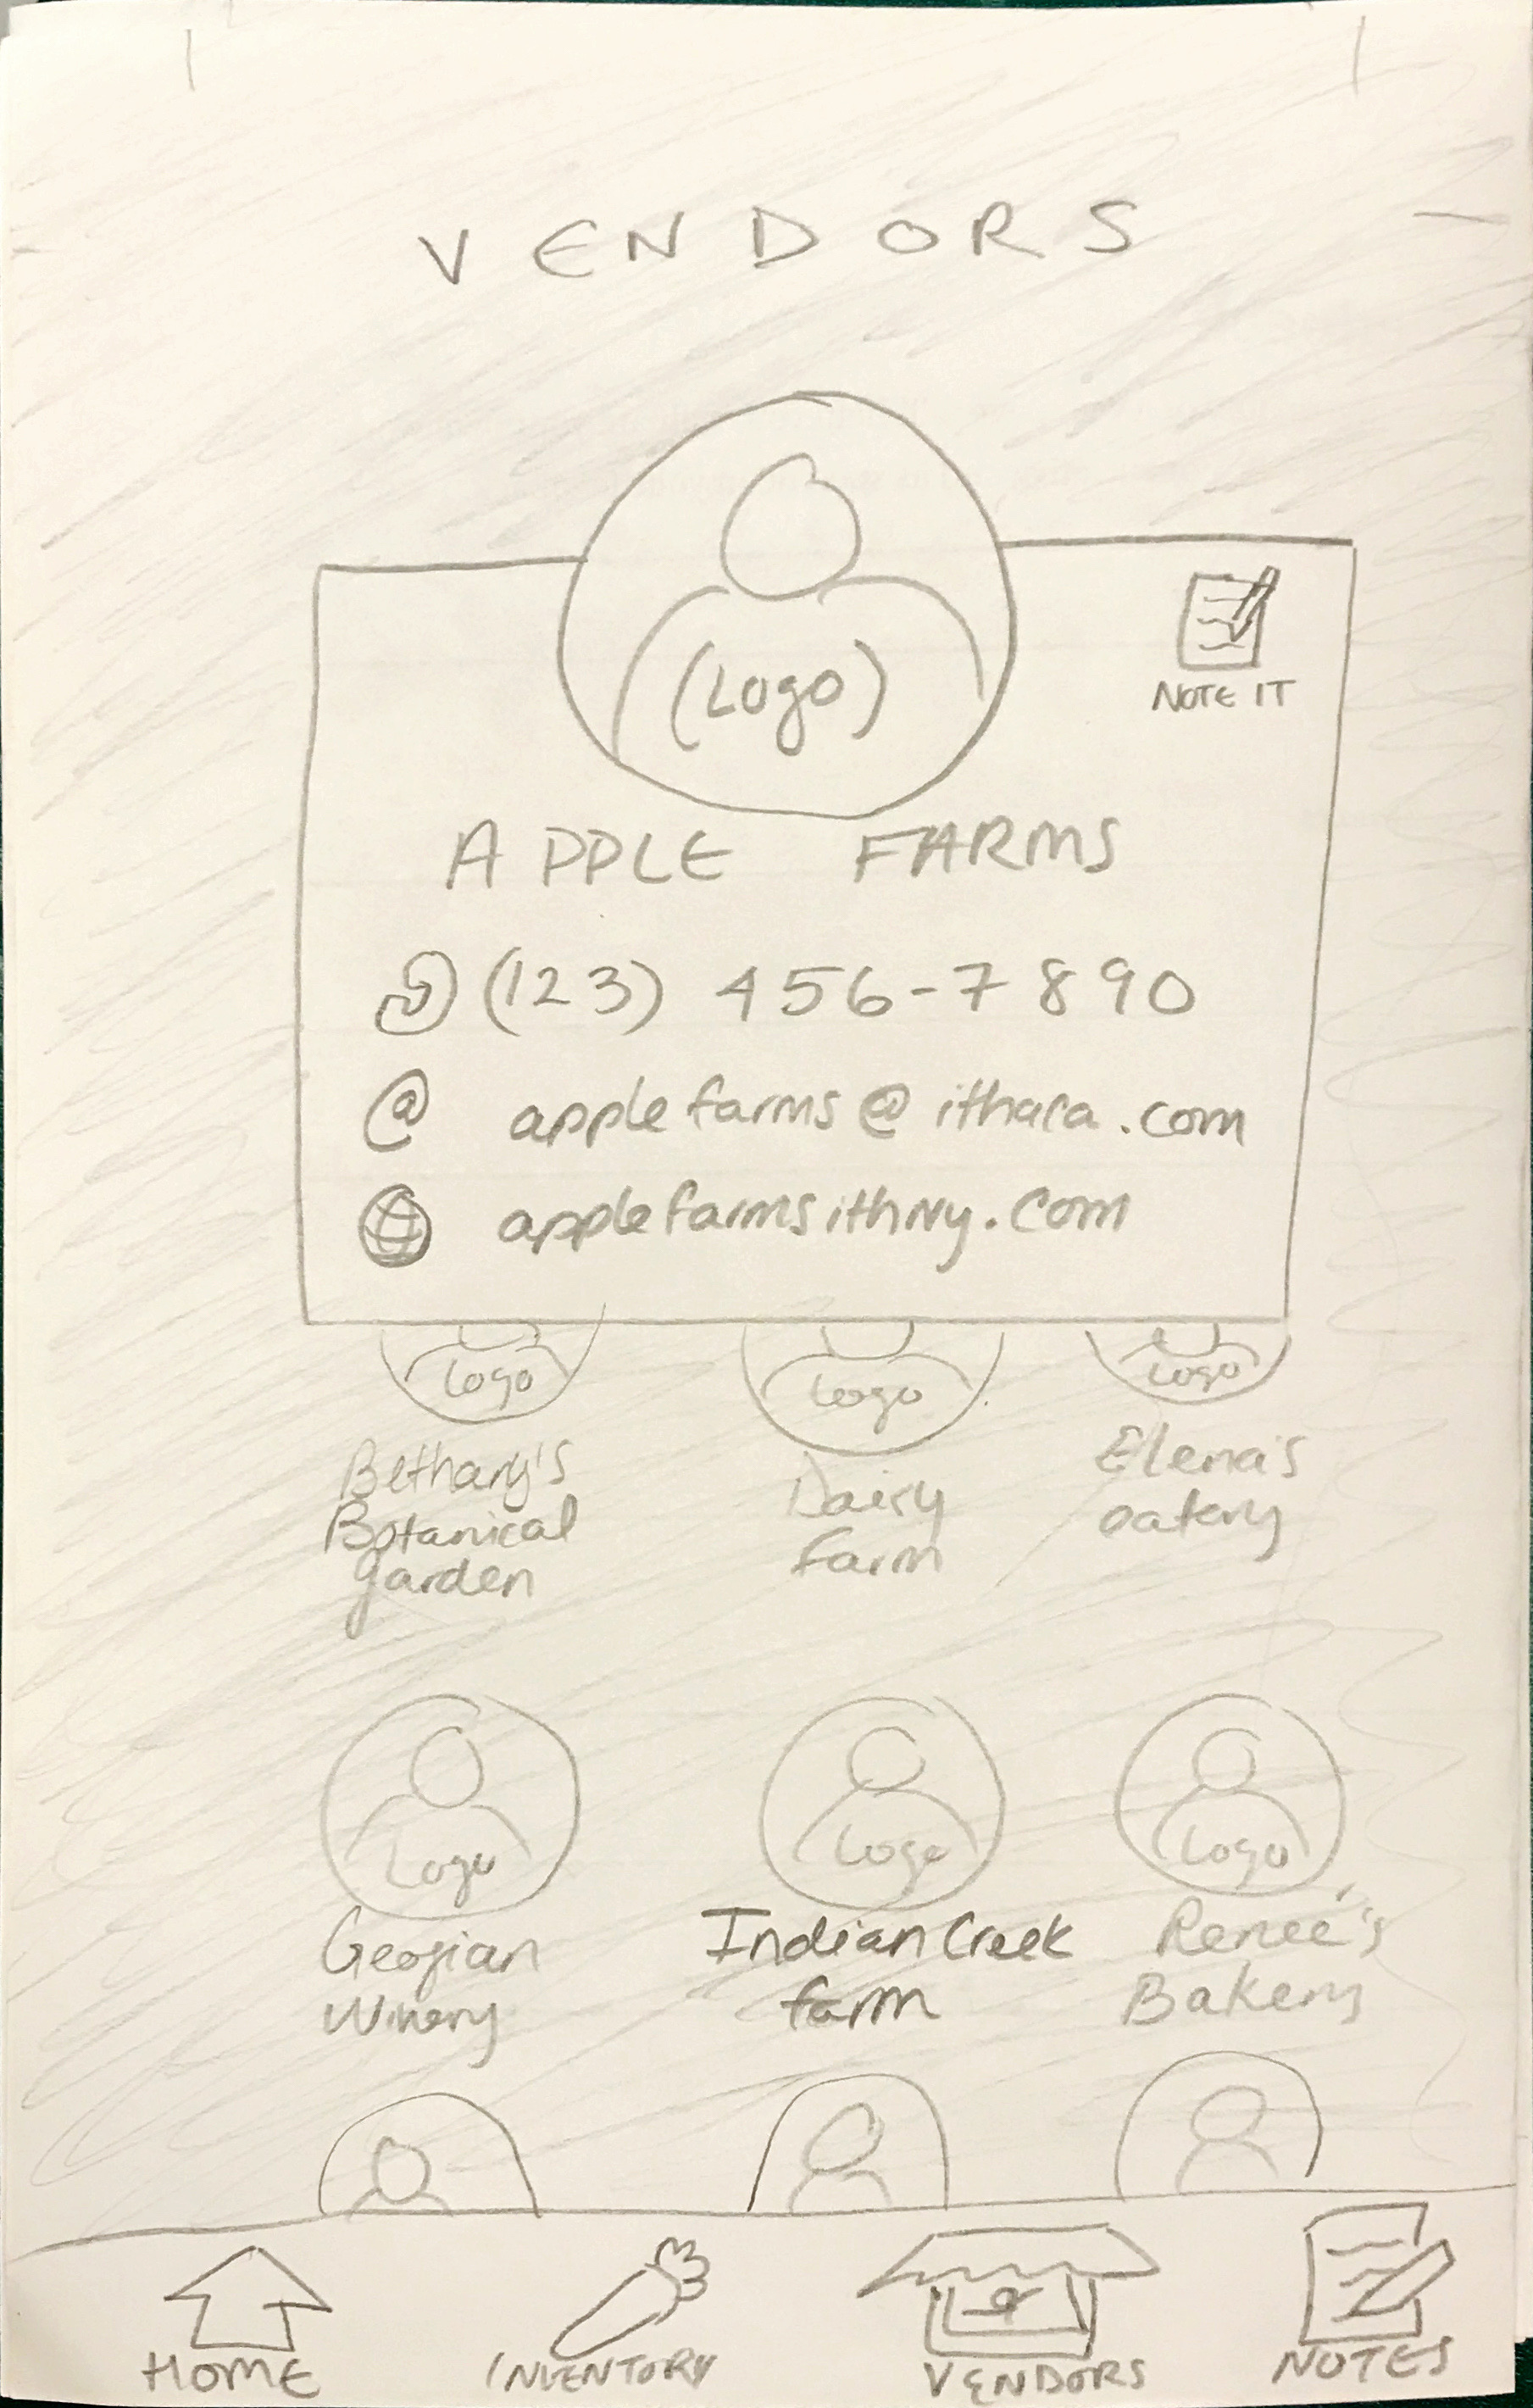 VENDORS
(Logo)
NOTE IT
APPLE FARMS
(123) 456-7890
@ applefarms@ithaca.com
applefarmsithny.com
Logo Logo Logo
Bethany's
Botanical
garden
Dairy
Farm
Elena's
eatery
Logo Logo Logo
Geogian
Winery
Indian Creek
farm
Renee's
Bakery
HOME INVENTORY VENDORS NOTES